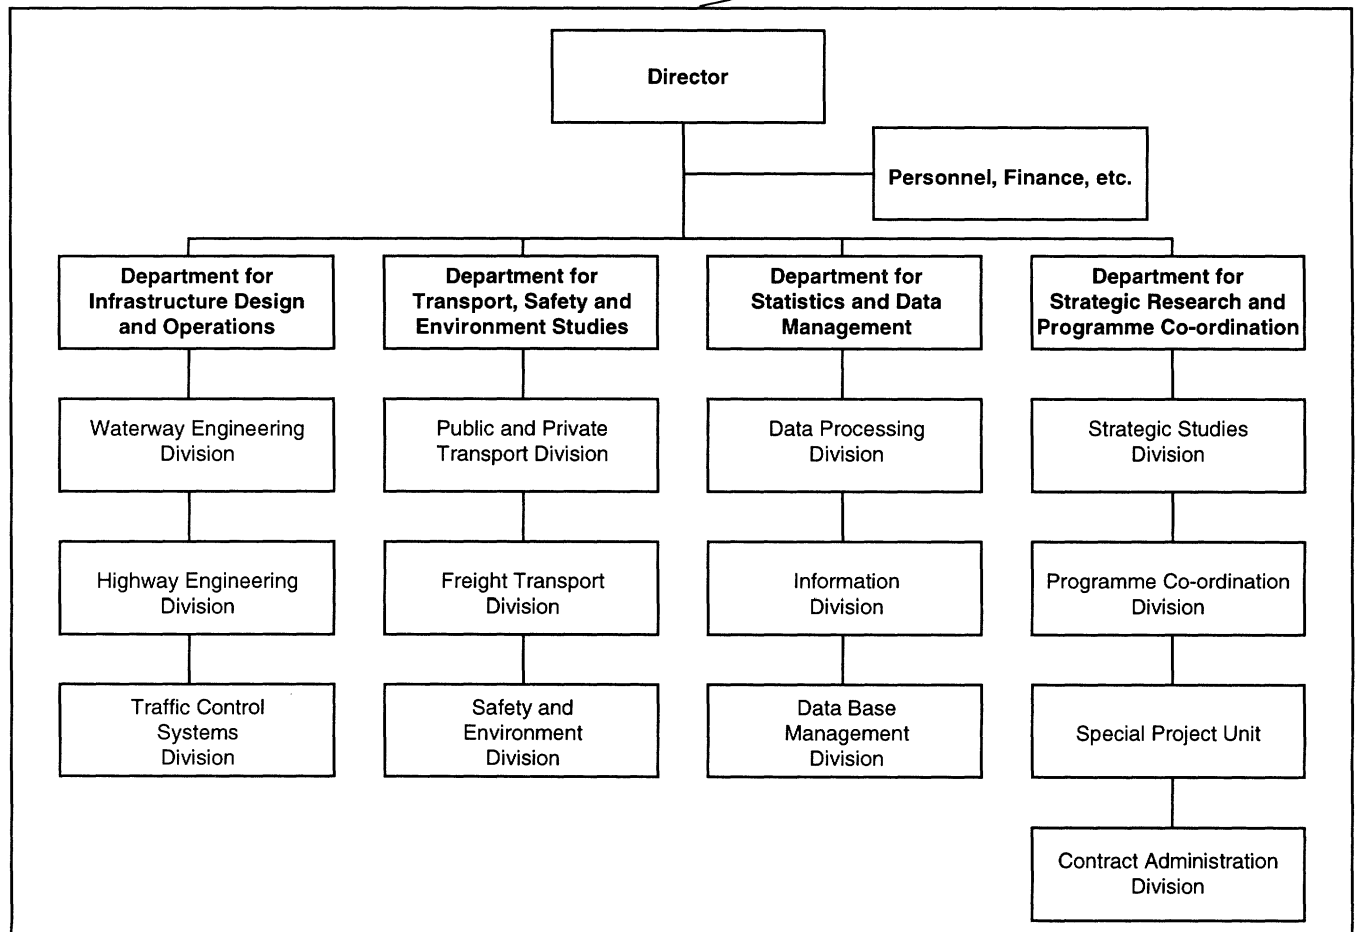 Director
Personnel, Finance, etc.
Department for
Infrastructure Design
and Operations
Department for
Transport, Safety and
Environment Studies
Department for
Statistics and Data
Management
Department for
Strategic Research and
Programme Co-ordination
Waterway Engineering
Division
Public and Private
Transport Division
Data Processing
Division
Strategic Studies
Division
Highway Engineering
Division
Freight Transport
Division
Information
Division
Programme Co-ordination
Division
Traffic Control
Systems
Division
Safety and
Environment
Division
Data Base
Management
Division
Special Project Unit
Contract Administration
Division